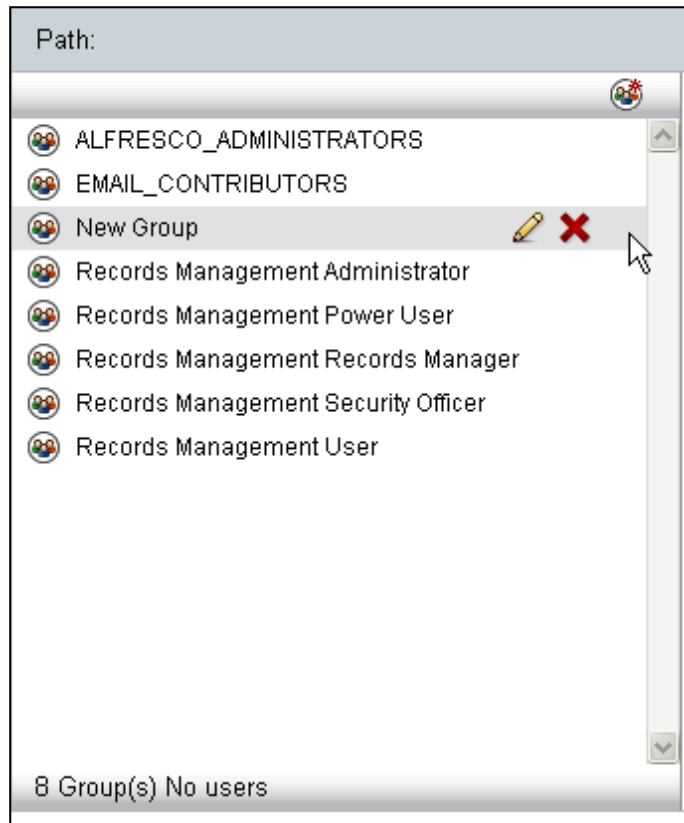 Path:
ALFRESCO_ADMINISTRATORS
EMAIL_CONTRIBUTORS
New Group
Records Management Administrator
Records Management Power User
Records Management Records Manager
Records Management Security Officer
Records Management User
8 Group(s) No users